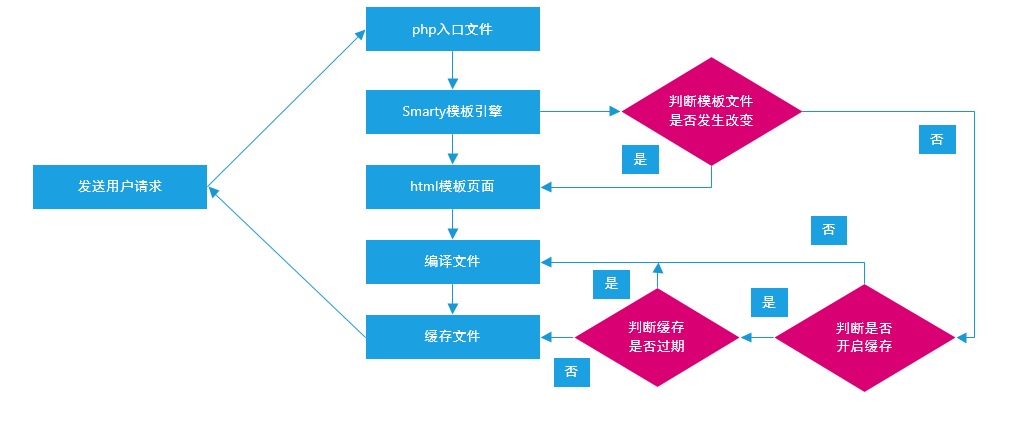 php入口文件
Smarty模板引擎
判断模板文件
是否发生改变
否
是
发送用户请求
html模板页面
否
编译文件
是
是
缓存文件
判断缓存
是否过期
判断是否
开启缓存
否